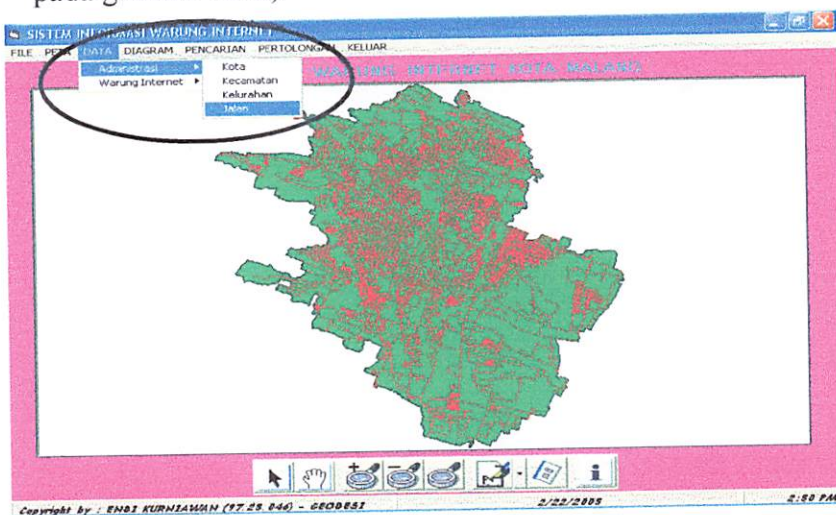 SISTEM INFORMASI WARUNG INTERNET
FILE PETA DATA DIAGRAM PENCARIAN PERTOLONGAN KELUAR
WARUNG INTERNET KOTA MALANG
Administrasi
Warung Internet
Kota
Kecamatan
Kelurahan
Jalan
Copyright by : ENDI KURNIAWAN (97.25.046) - GEODESI
2/22/2005
2:50 PM